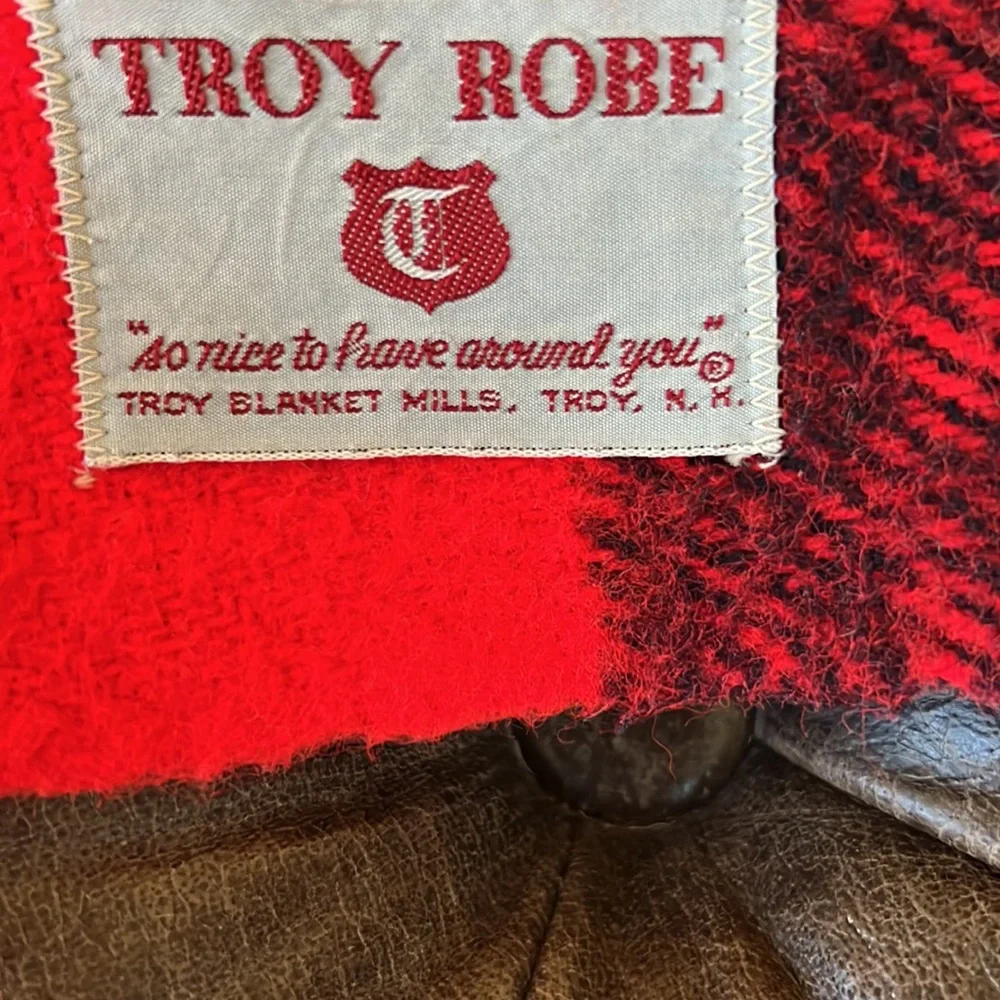 TROY ROBE
T
"so nice to have around you"®
TROY BLANKET MILLS, TROY, N. H.